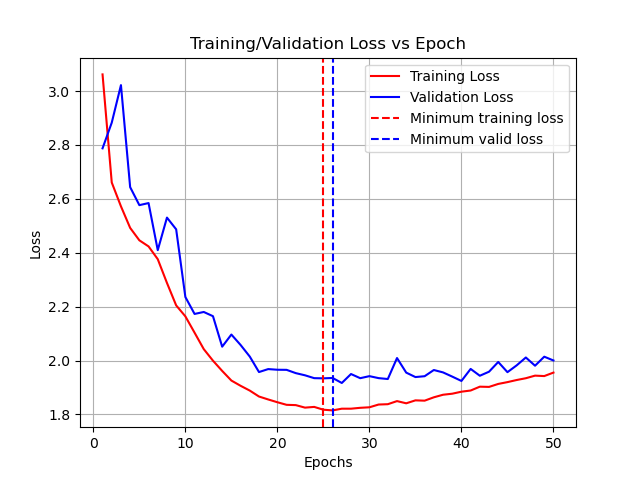 Training/Validation Loss vs Epoch
Training Loss
Validation Loss
Minimum training loss
Minimum valid loss
Loss
3.0
2.8
2.6
2.4
2.2
2.0
1.8
0 10 20 30 40 50
Epochs